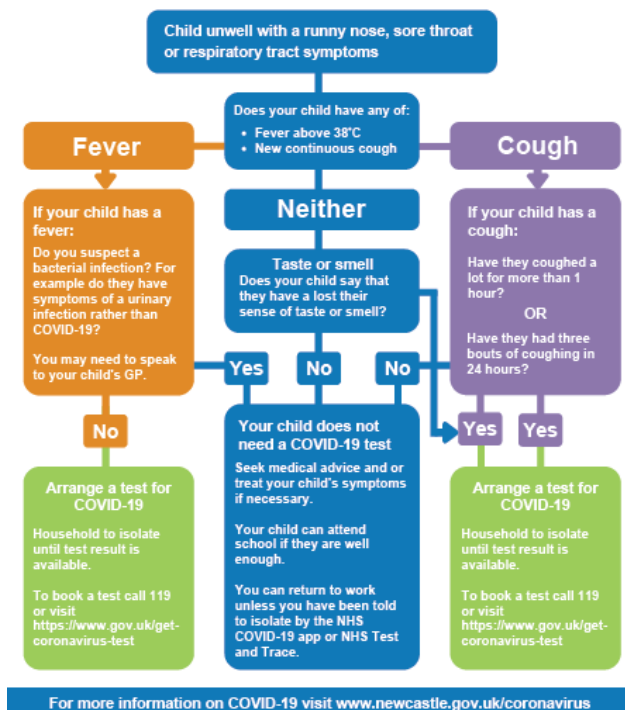 Child unwell with a runny nose, sore throat
or respiratory tract symptoms
Does your child have any of:
• Fever above 38°C
• New continuous cough
Fever
Cough
Neither
If your child has a
fever:
Do you suspect a
bacterial infection? For
example do they have
symptoms of a urinary
infection rather than
COVID-19?
You may need to speak
to your child's GP.
Taste or smell
Does your child say that
they have a lost their
sense of taste or smell?
If your child has a
cough:
Have they coughed a
lot for more than 1
hour?
OR
Have they had three
bouts of coughing in
24 hours?
Yes
No
No
No
Yes
Yes
Arrange a test for
COVID-19
Household to isolate
until test result is
available.
To book a test call 119
or visit
https://www.gov.uk/get-
coronavirus-test
Your child does not
need a COVID-19 test
Seek medical advice and or
treat your child's symptoms
if necessary.
Your child can attend
school if they are well
enough.
You can return to work
unless you have been told
to isolate by the NHS
COVID-19 app or NHS Test
and Trace.
Arrange a test for
COVID-19
Household to isolate
until test result is
available.
To book a test call 119
or visit
https://www.gov.uk/get-
coronavirus-test
For more information on COVID-19 visit www.newcastle.gov.uk/coronavirus